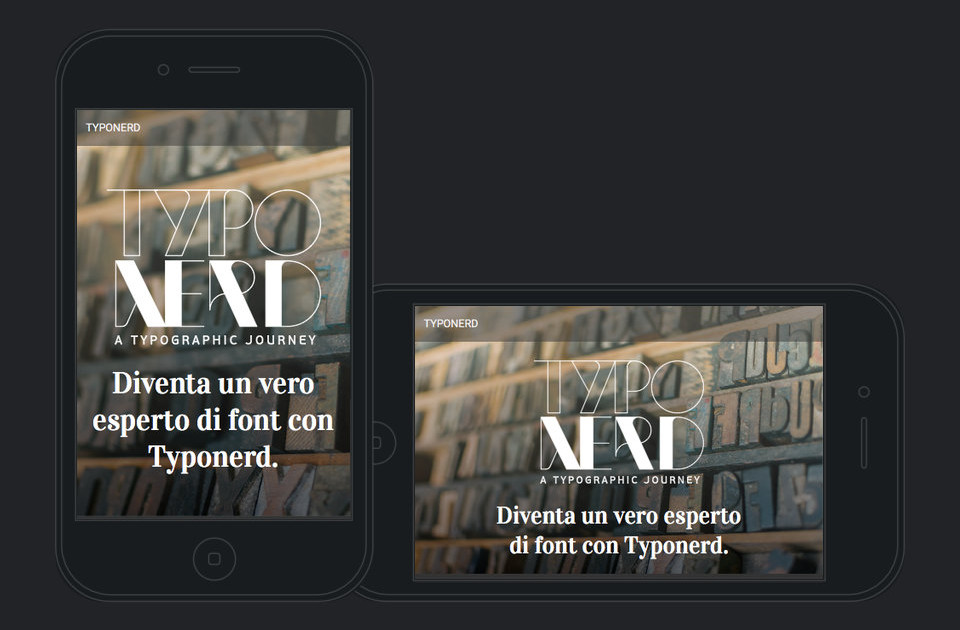 TYPONERD
TYPO
NERD
A TYPOGRAPHIC JOURNEY
Diventa un vero
esperto di font con
Typonerd.
TYPONERD
TYPO
NERD
A TYPOGRAPHIC JOURNEY
Diventa un vero esperto
di font con Typonerd.